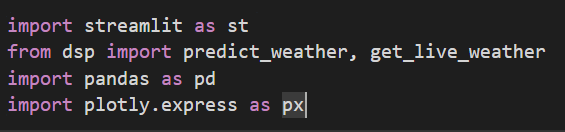 import streamlit as st
from dsp import predict_weather, get_live_weather
import pandas as pd
import plotly.express as px